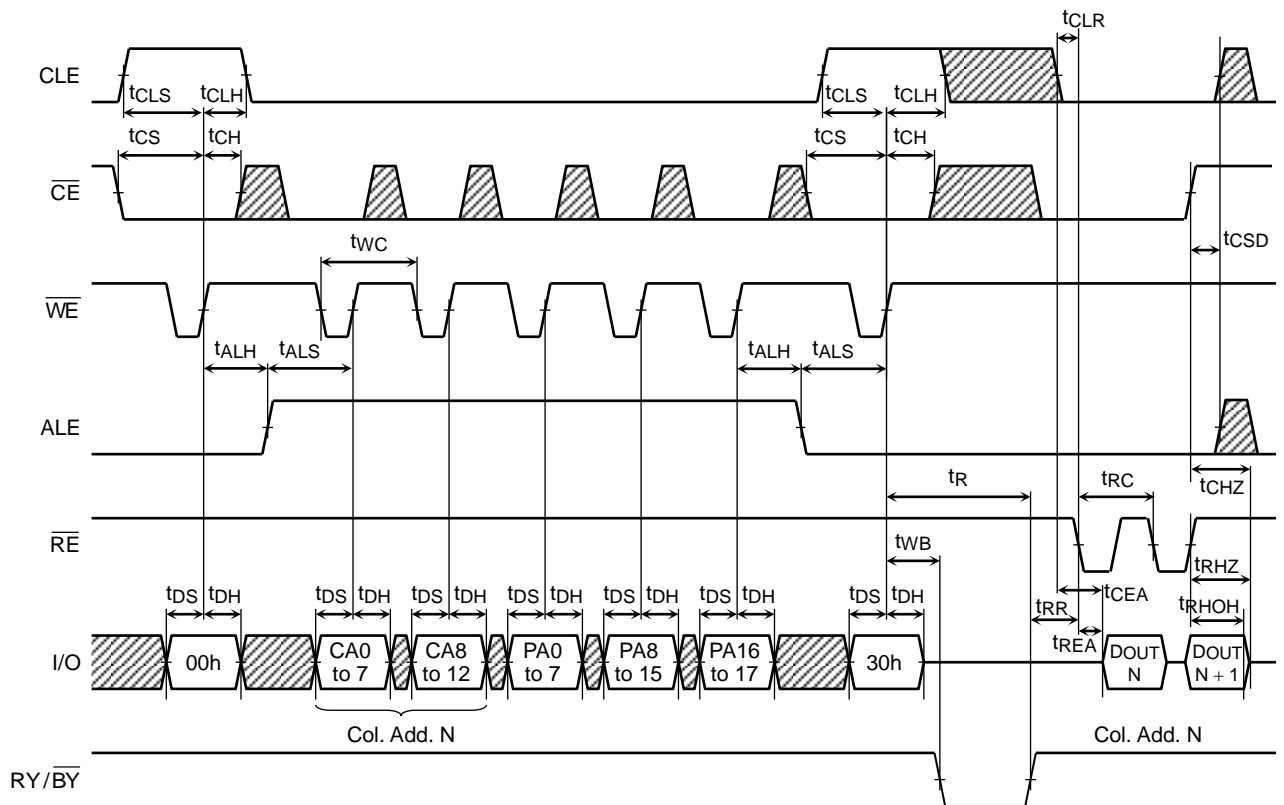 tCLR
CLE
tCLS tCLH tCLS tCLH
tCS tCH tCS tCH
CE
tCSD
tWC
WE
tALH tALS tALH tALS
ALE
tR tRC tCHZ
RE
tWB tRHZ
tDS tDH tDS tDH tDS tDH tDS tDH tDS tDH tDS tDH tDS tDH tCEA
tRR tRHOH
tREA
I/O
00h
CA0
to 7
CA8
to 12
PA0
to 7
PA8
to 15
PA16
to 17
30h
DOUT
N
DOUT
N + 1
Col. Add. N Col. Add. N
RY/BY